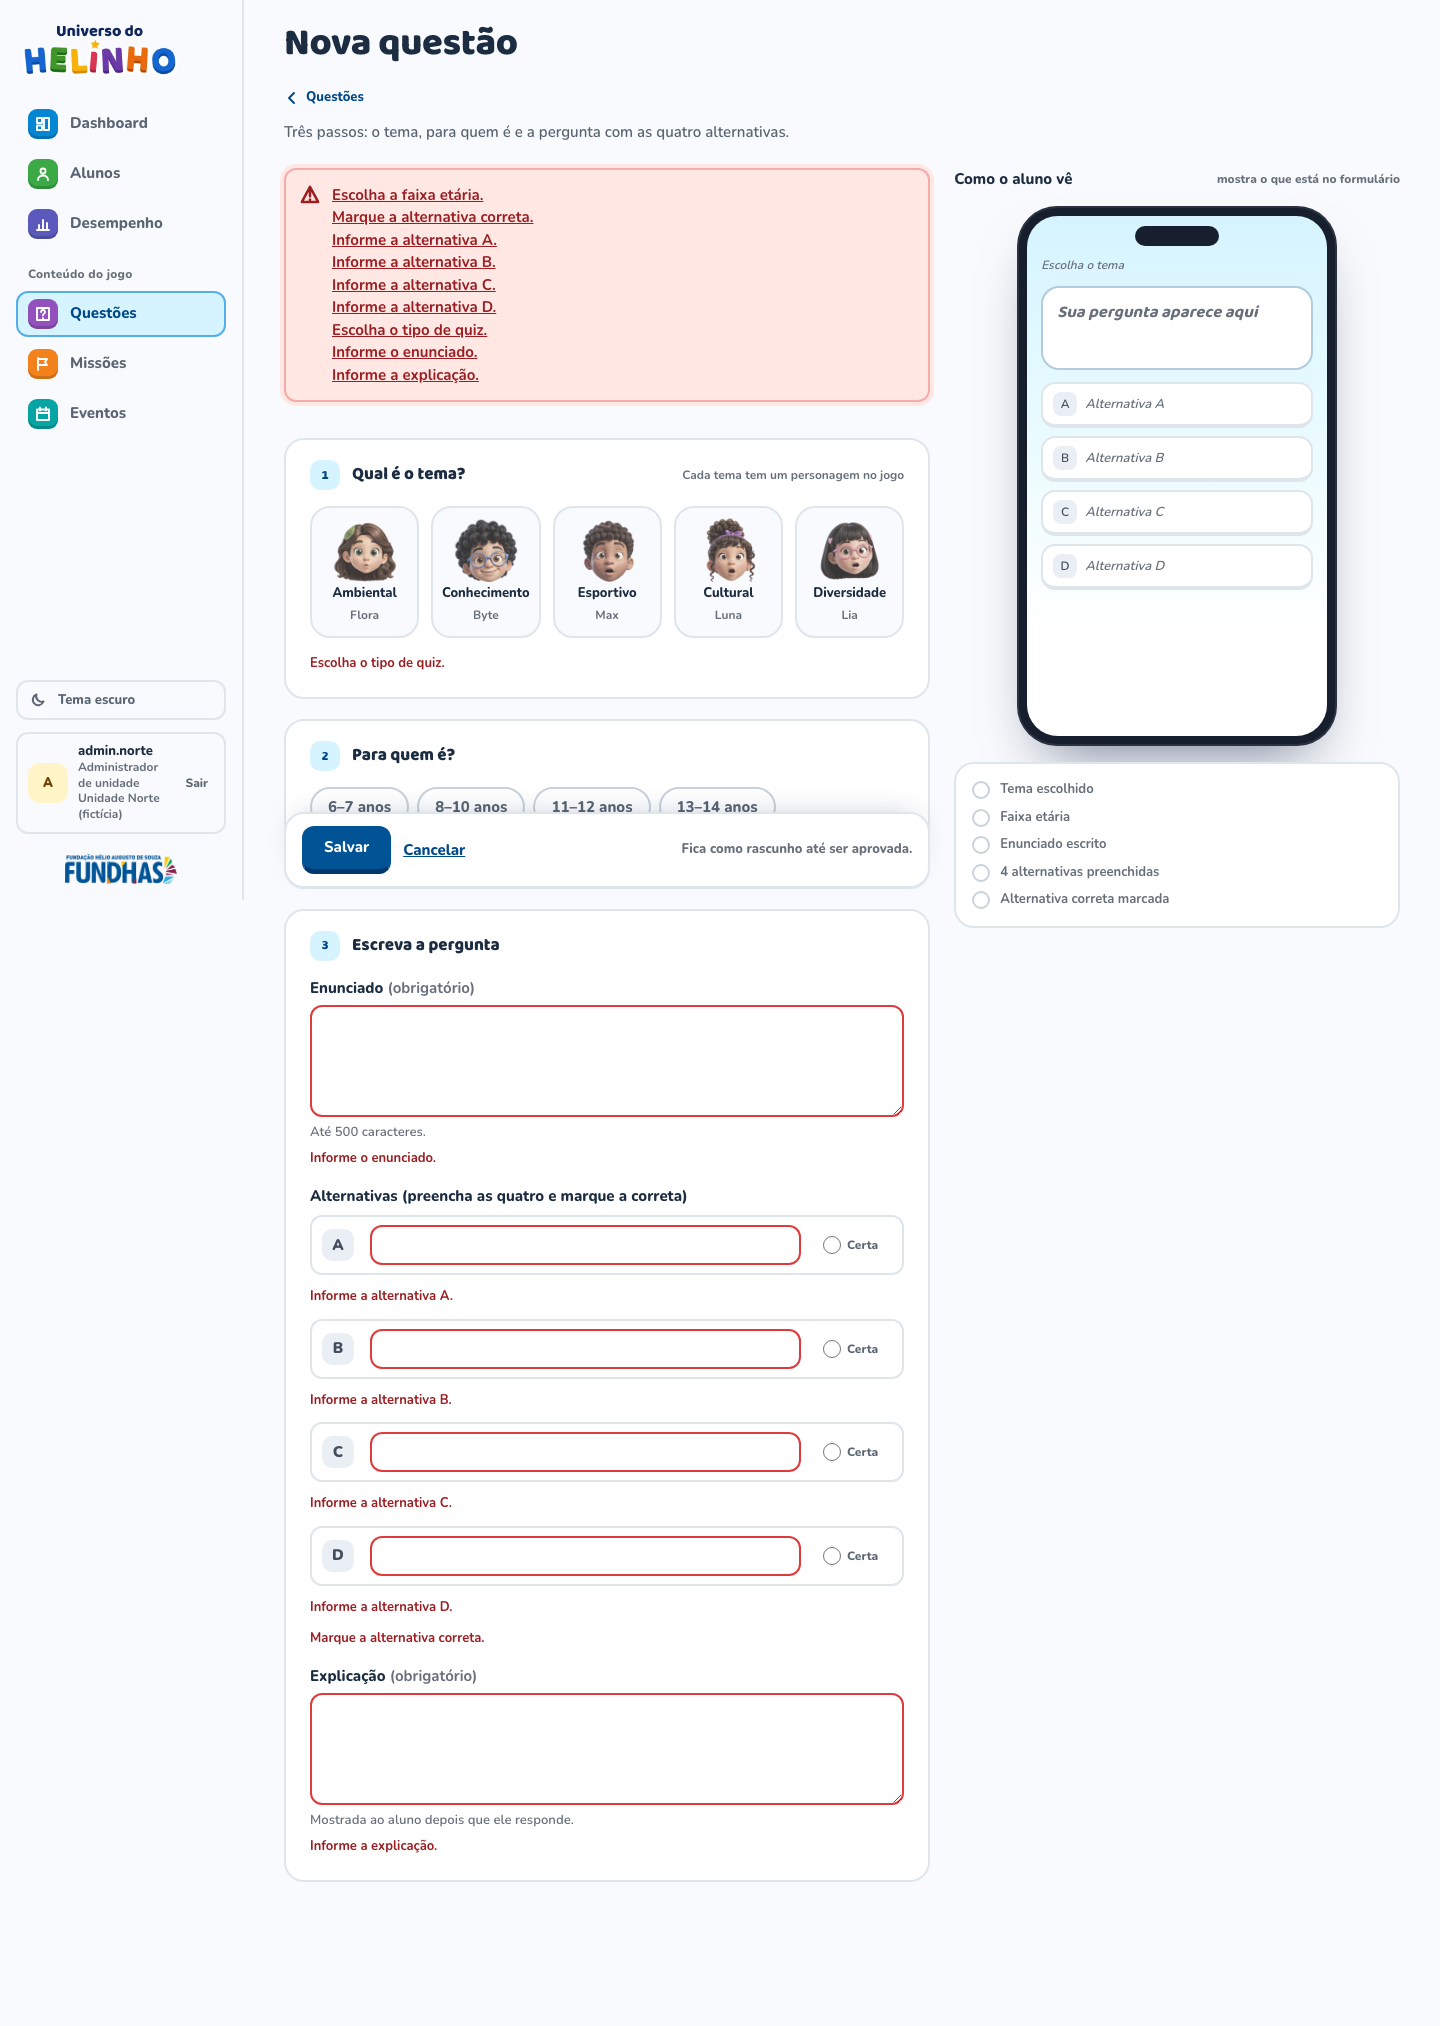 Universo do
HELINHO
Dashboard
Alunos
Desempenho
Conteúdo do jogo
Questões
Missões
Eventos
Tema escuro
A
admin.norte
Administrador
de unidade
Unidade Norte
(fictícia)
Sair
FUNDAÇÃO HÉLIO AUGUSTO DE SOUZA
FUNDHAS
Nova questão
Questões
Três passos: o tema, para quem é e a pergunta com as quatro alternativas.
Escolha a faixa etária.
Marque a alternativa correta.
Informe a alternativa A.
Informe a alternativa B.
Informe a alternativa C.
Informe a alternativa D.
Escolha o tipo de quiz.
Informe o enunciado.
Informe a explicação.
1 Qual é o tema? Cada tema tem um personagem no jogo
Ambiental Conhecimento Esportivo Cultural Diversidade
Flora Byte Max Luna Lia
Escolha o tipo de quiz.
2 Para quem é?
6–7 anos 8–10 anos 11–12 anos 13–14 anos
Salvar Cancelar Fica como rascunho até ser aprovada.
3 Escreva a pergunta
Enunciado (obrigatório)
Até 500 caracteres.
Informe o enunciado.
Alternativas (preencha as quatro e marque a correta)
A Certa
Informe a alternativa A.
B Certa
Informe a alternativa B.
C Certa
Informe a alternativa C.
D Certa
Informe a alternativa D.
Marque a alternativa correta.
Explicação (obrigatório)
Mostrada ao aluno depois que ele responde.
Informe a explicação.
Como o aluno vê mostra o que está no formulário
Escolha o tema
Sua pergunta aparece aqui
A Alternativa A
B Alternativa B
C Alternativa C
D Alternativa D
Tema escolhido
Faixa etária
Enunciado escrito
4 alternativas preenchidas
Alternativa correta marcada